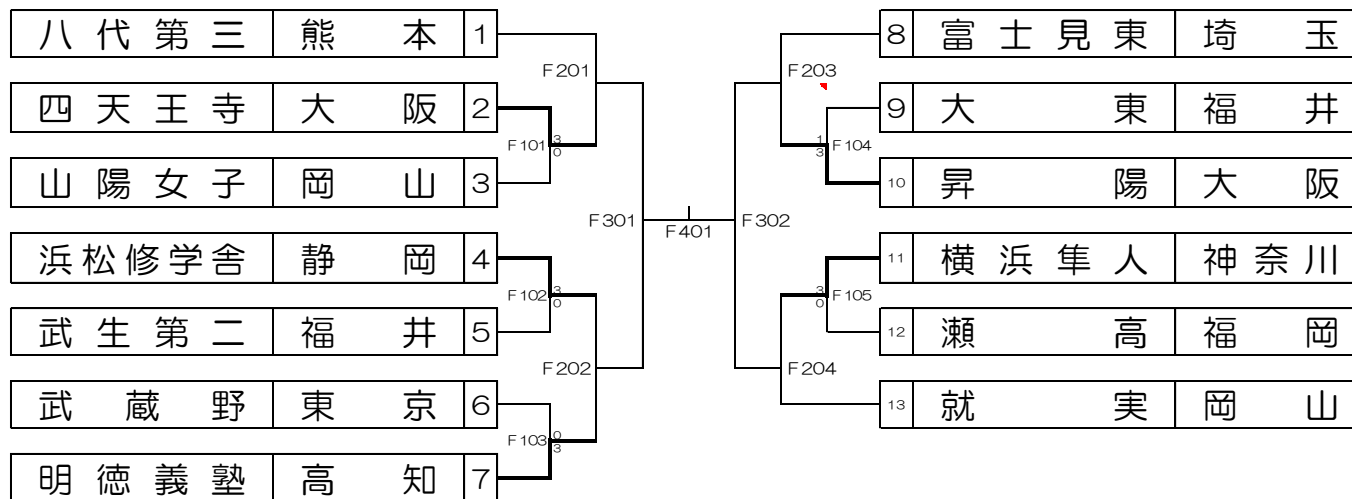 八代第三 熊本 1
F201
四天王寺 大阪 2
F101 3 0
山陽女子 岡山 3
F301
浜松修学舎 静岡 4
F102 3 0
武生第二 福井 5
F202
武蔵野 東京 6
F103 0 3
明徳義塾 高知 7
F401
8 富士見東 埼玉
F203
9 大東 福井
1 3 F104
10 昇陽 大阪
F302
11 横浜隼人 神奈川
3 0 F105
12 瀬高 福岡
F204
13 就実 岡山